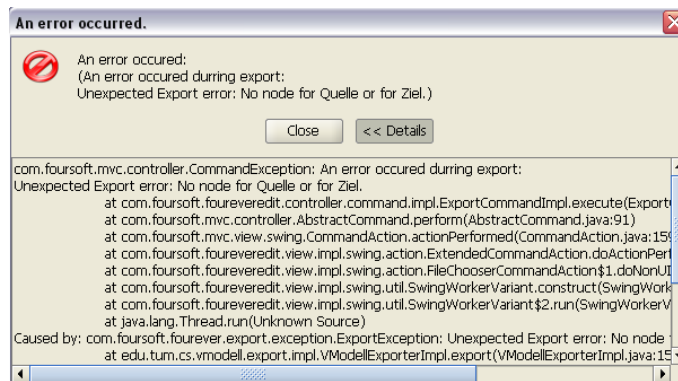 An error occurred.
An error occured:
(An error occured durring export:
Unexpected Export error: No node for Quelle or for Ziel.)
Close
<< Details
com.foursoft.mvc.controller.CommandException: An error occured durring export:
Unexpected Export error: No node for Quelle or for Ziel.
at com.foursoft.foureveredit.controller.command.impl.ExportCommandImpl.execute(Export
at com.foursoft.mvc.controller.AbstractCommand.perform(AbstractCommand.java:91)
at com.foursoft.mvc.view.swing.CommandAction.actionPerformed(CommandAction.java:159
at com.foursoft.foureveredit.view.impl.swing.action.ExtendedCommandAction.doActionPerf
at com.foursoft.foureveredit.view.impl.swing.action.FileChooserCommandAction$1.doNonUI
at com.foursoft.foureveredit.view.impl.swing.util.SwingWorkerVariant.construct(SwingWork
at com.foursoft.foureveredit.view.impl.swing.util.SwingWorkerVariant$2.run(SwingWorkerV
at java.lang.Thread.run(Unknown Source)
Caused by: com.foursoft.fourever.export.exception.ExportException: Unexpected Export error: No node
at edu.tum.cs.vmodell.export.impl.VModellExporterImpl.export(VModellExporterImpl.java:15